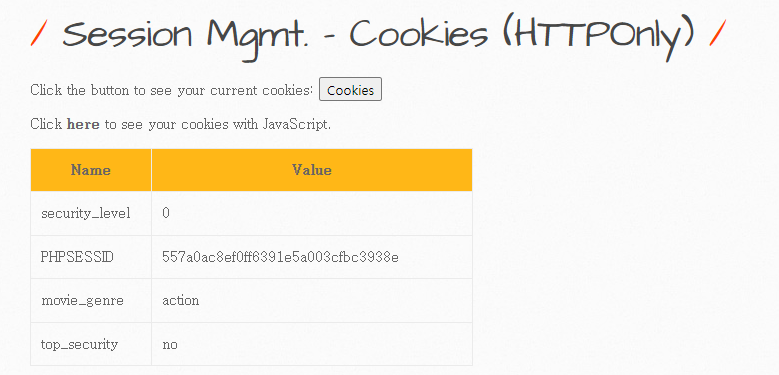 / Session Mgmt. - Cookies (HTTPOnly) /
Click the button to see your current cookies: Cookies
Click here to see your cookies with JavaScript.
Name Value
security_level 0
PHPSESSID 557a0ac8ef0ff6391e5a003cfbc3938e
movie_genre action
top_security no